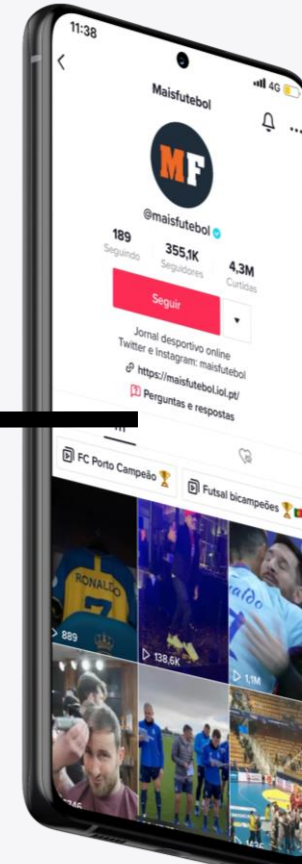 11:38
4G
Maisfutebol
MF
@maisfutebol
189
Seguindo
355,1K
Seguidores
4,3M
Curtidas
Seguir
Jornal desportivo online
Twitter e Instagram: maisfutebol
https://maisfutebol.iol.pt/
Perguntas e respostas
FC Porto Campeão
Futsal bicampeões
RONALDO
7
889
138,6K
1,1M
1436